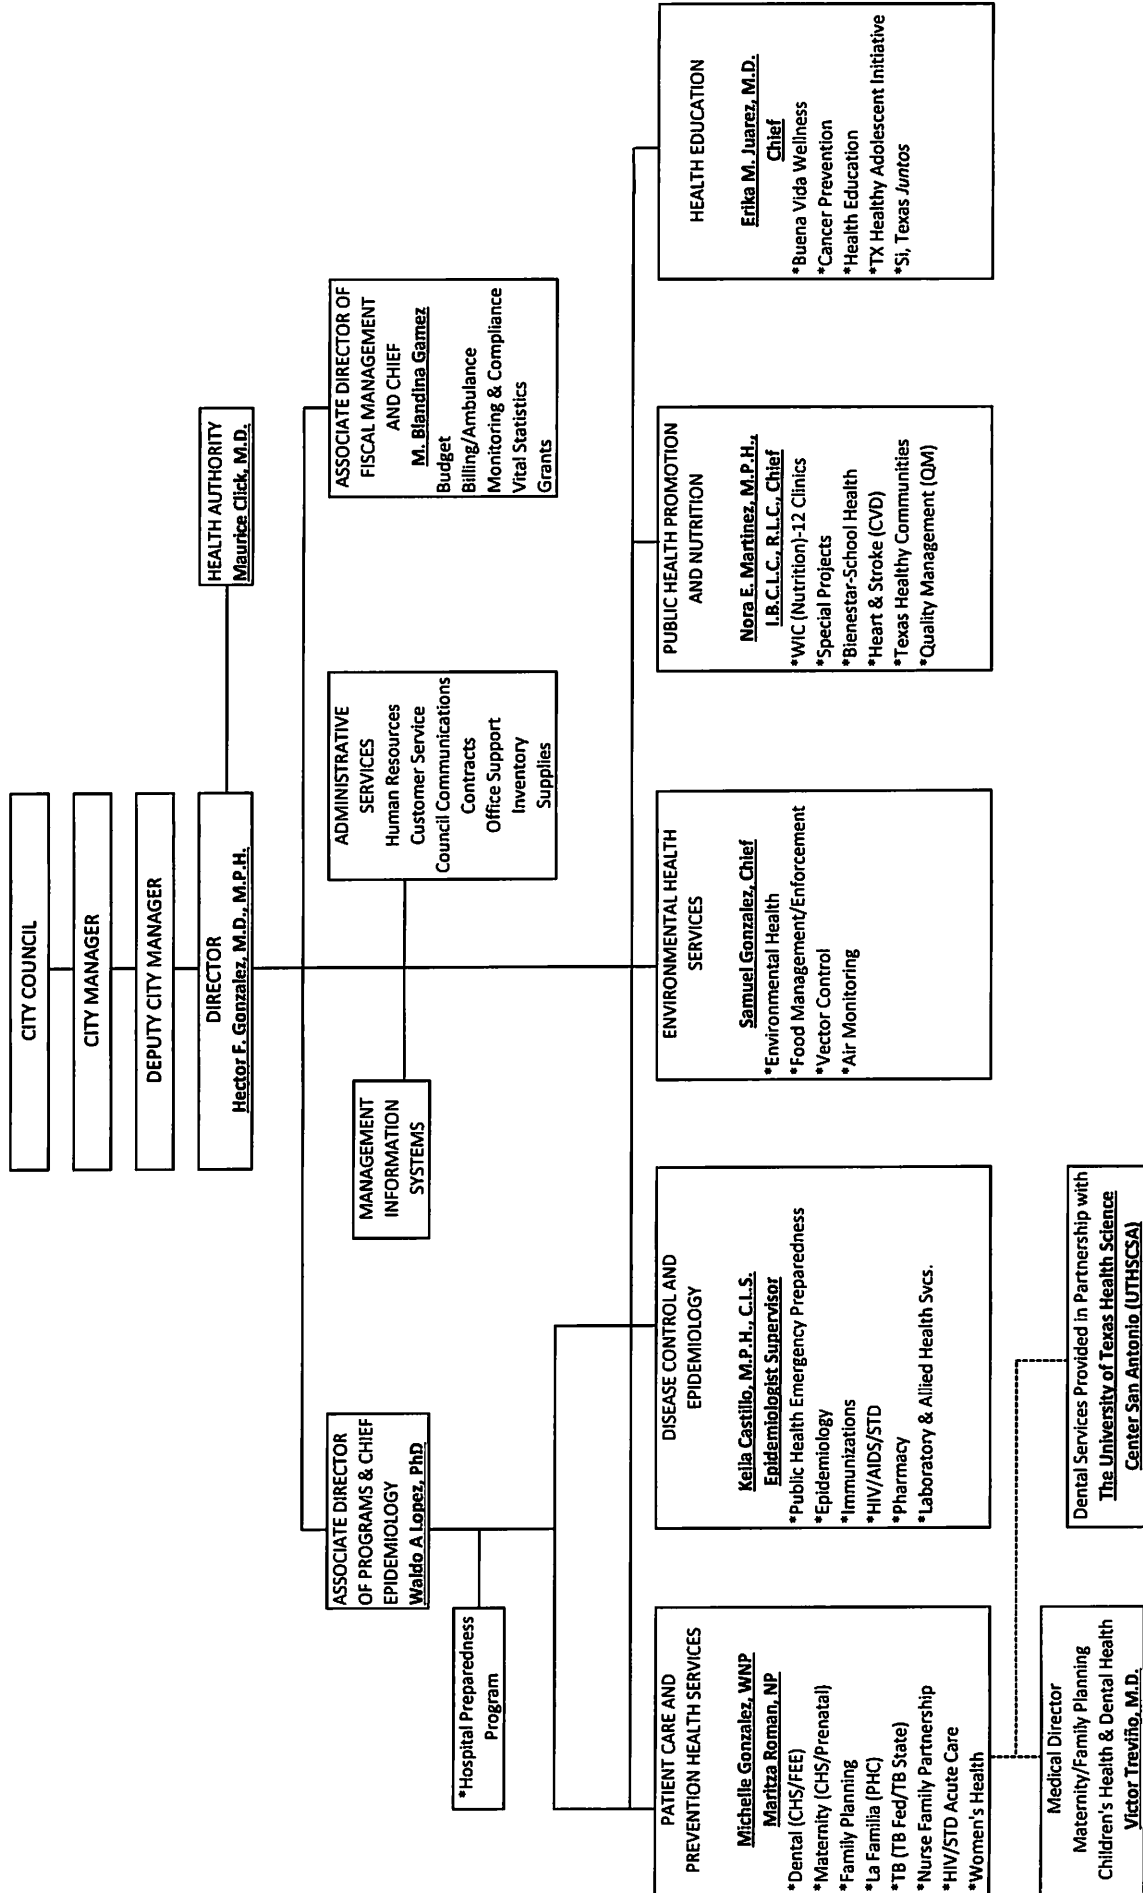 CITY COUNCIL
CITY MANAGER
DEPUTY CITY MANAGER
DIRECTOR
Hector F. Gonzalez, M.D., M.P.H.
HEALTH AUTHORITY
Maurice Click, M.D.
ASSOCIATE DIRECTOR
OF PROGRAMS & CHIEF
EPIDEMIOLOGY
Waldo A Lopez, PhD
MANAGEMENT
INFORMATION
SYSTEMS
ADMINISTRATIVE
SERVICES
Human Resources
Customer Service
Council Communications
Contracts
Office Support
Inventory
Supplies
ASSOCIATE DIRECTOR OF
FISCAL MANAGEMENT
AND CHIEF
M. Blandina Gamez
Budget
Billing/Ambulance
Monitoring & Compliance
Vital Statistics
Grants
*Hospital Preparedness
Program
PATIENT CARE AND
PREVENTION HEALTH SERVICES
Michelle Gonzalez, WNP
Maritza Roman, NP
*Dental (CHS/FEE)
*Maternity (CHS/Prenatal)
*Family Planning
*La Familia (PHC)
*TB (TB Fed/TB State)
*Nurse Family Partnership
*HIV/STD Acute Care
*Women's Health
DISEASE CONTROL AND
EPIDEMIOLOGY
Keila Castillo, M.P.H., C.L.S.
Epidemiologist Supervisor
*Public Health Emergency Preparedness
*Epidemiology
*Immunizations
*HIV/AIDS/STD
*Pharmacy
*Laboratory & Allied Health Svcs.
ENVIRONMENTAL HEALTH
SERVICES
Samuel Gonzalez, Chief
*Environmental Health
*Food Management/Enforcement
*Vector Control
*Air Monitoring
PUBLIC HEALTH PROMOTION
AND NUTRITION
Nora E. Martinez, M.P.H.,
I.B.C.L.C., R.L.C., Chief
*WIC (Nutrition)-12 Clinics
*Special Projects
*Bienestar-School Health
*Heart & Stroke (CVD)
*Texas Healthy Communities
*Quality Management (QM)
HEALTH EDUCATION
Erika M. Juarez, M.D.
Chief
*Buena Vida Wellness
*Cancer Prevention
*Health Education
*TX Healthy Adolescent Initiative
*Si, Texas Juntos
Medical Director
Maternity/Family Planning
Children's Health & Dental Health
Victor Treviño, M.D.
Dental Services Provided in Partnership with
The University of Texas Health Science
Center San Antonio (UTHSCSA)